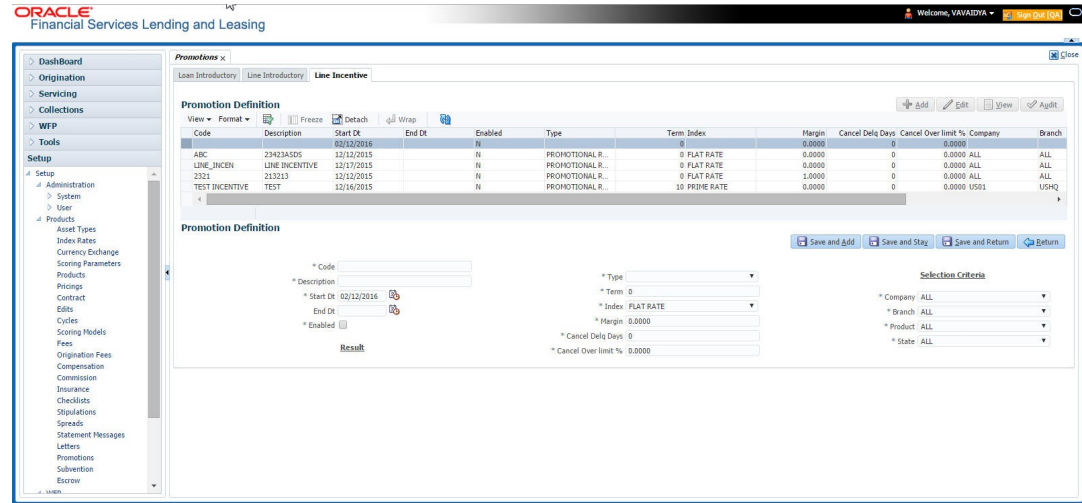 ORACLE
Financial Services Lending and Leasing
Welcome, VAVAIDYA
Sign Out [QA]
Close
DashBoard
Origination
Servicing
Collections
WFP
Tools
Setup
Setup
Administration
System
User
Products
Asset Types
Index Rates
Currency Exchange
Scoring Parameters
Products
Pricings
Contract
Edits
Cycles
Scoring Models
Fees
Origination Fees
Compensation
Commission
Insurance
Checklists
Stipulations
Spreads
Statement Messages
Letters
Promotions
Subvention
Escrow
WFP
Promotions x
Loan Introductory Line Introductory Line Incentive
Promotion Definition
Add Edit View Audit
View Format Freeze Detach Wrap
Code Description Start Dt End Dt Enabled Type Term Index Margin Cancel Delq Days Cancel Over limit % Company Branch
02/12/2016 N 0 0.0000 0 0.0000
ABC 23423ASDS 12/12/2015 N PROMOTIONAL R... 0 FLAT RATE 0.0000 0 0.0000 ALL ALL
LINE_INCEN LINE INCENTIVE 12/17/2015 N PROMOTIONAL R... 0 FLAT RATE 0.0000 0 0.0000 ALL ALL
2321 213213 12/12/2015 N PROMOTIONAL R... 0 FLAT RATE 1.0000 0 0.0000 ALL ALL
TEST INCENTIVE TEST 12/16/2015 N PROMOTIONAL R... 10 PRIME RATE 0.0000 0 0.0000 US01 USHQ
Promotion Definition
Save and Add Save and Stay Save and Return Return
* Code
* Description
* Start Dt 02/12/2016
End Dt
* Enabled
Result
* Type
* Term 0
* Index FLAT RATE
* Margin 0.0000
* Cancel Delq Days 0
* Cancel Over limit % 0.0000
Selection Criteria
* Company ALL
* Branch ALL
* Product ALL
* State ALL